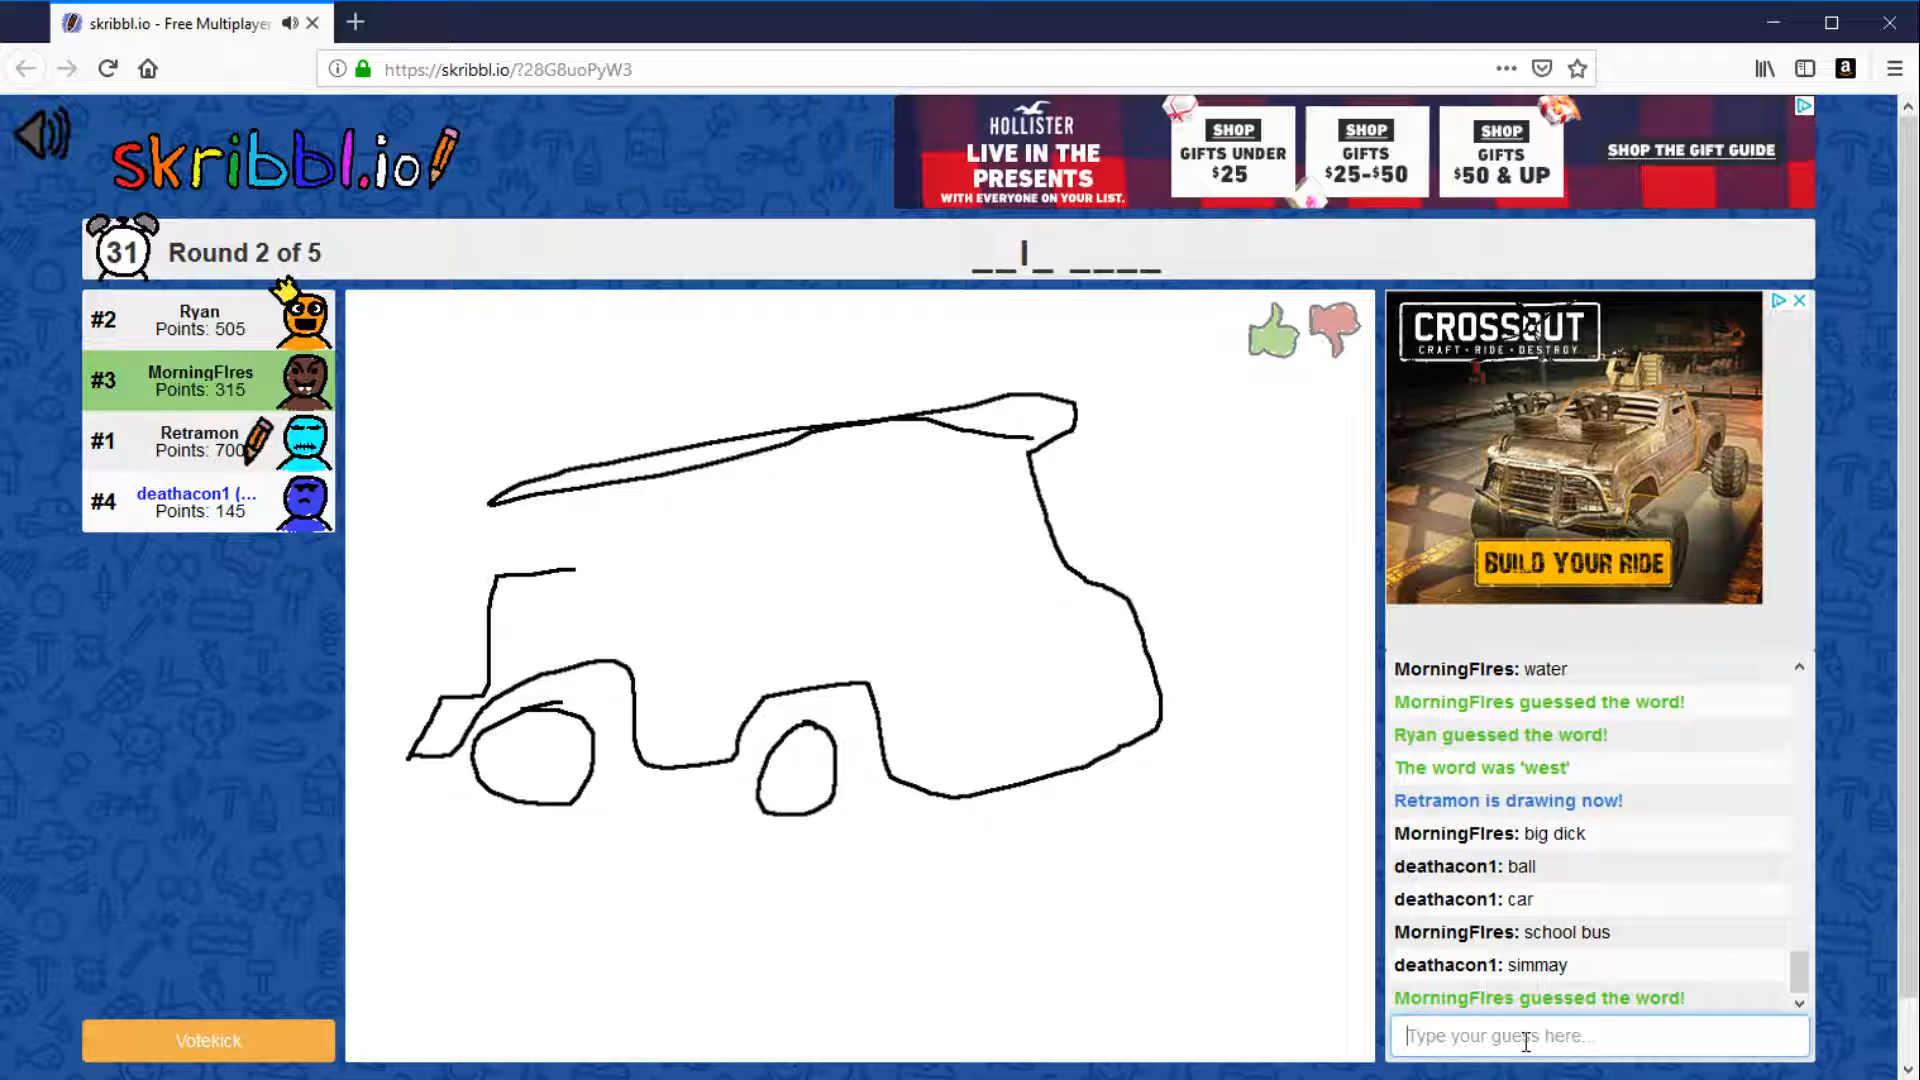 skribbl.io - Free Multiplayer
https://skribbl.io/?28G8uoPyW3
skribbl.io
HOLLISTER
LIVE IN THE
PRESENTS
WITH EVERYONE ON YOUR LIST.
SHOP
GIFTS UNDER
$25
SHOP
GIFTS
$25-$50
SHOP
GIFTS
$50 & UP
SHOP THE GIFT GUIDE
31
Round 2 of 5
__l_ ____
#2
Ryan
Points: 505
#3
MorningFIres
Points: 315
#1
Retramon
Points: 700
#4
deathacon1 (...
Points: 145
CROSSOUT
CRAFT · RIDE · DESTROY
BUILD YOUR RIDE
MorningFIres: water
MorningFIres guessed the word!
Ryan guessed the word!
The word was 'west'
Retramon is drawing now!
MorningFIres: big dick
deathacon1: ball
deathacon1: car
MorningFIres: school bus
deathacon1: simmay
MorningFIres guessed the word!
Type your guess here...
Votekick